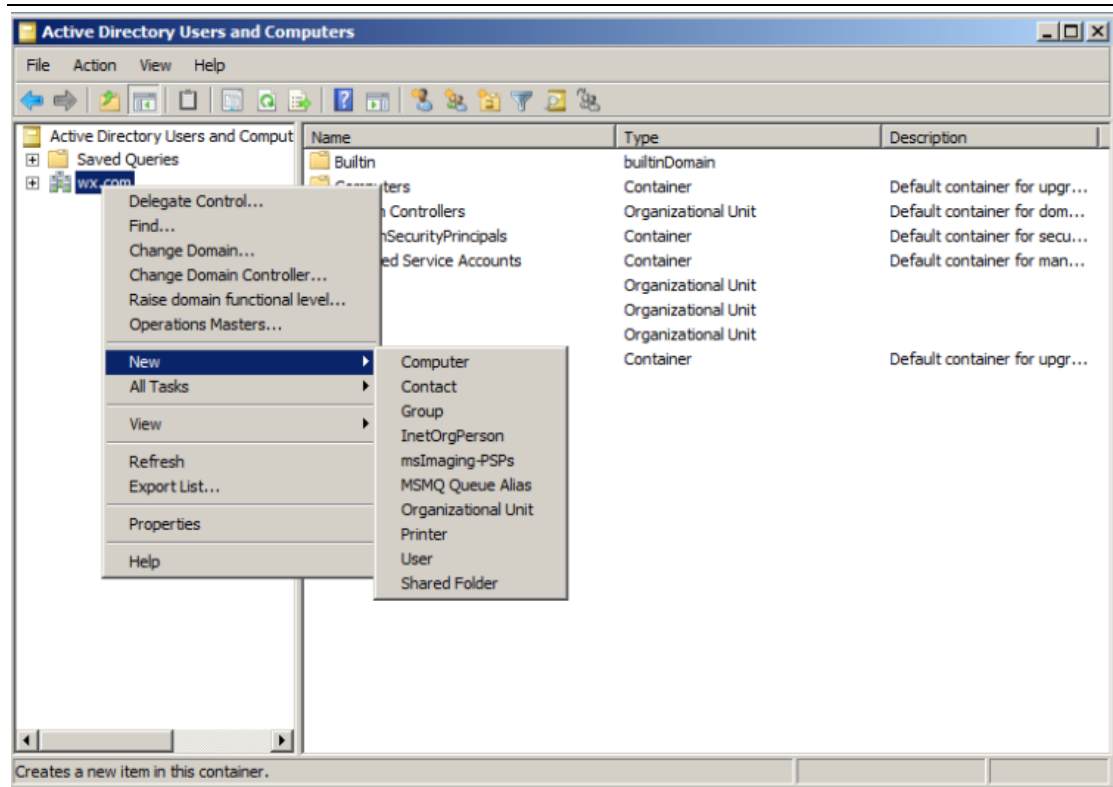 Active Directory Users and Computers
File Action View Help
Active Directory Users and Comput
Saved Queries
wx.com
Name Type Description
Builtin builtinDomain
Computers Container Default container for upgr...
n Controllers Organizational Unit Default container for dom...
nSecurityPrincipals Container Default container for secu...
ed Service Accounts Container Default container for man...
Organizational Unit
Organizational Unit
Organizational Unit
Container Default container for upgr...
Delegate Control...
Find...
Change Domain...
Change Domain Controller...
Raise domain functional level...
Operations Masters...
New
All Tasks
View
Refresh
Export List...
Properties
Help
Computer
Contact
Group
InetOrgPerson
msImaging-PSPs
MSMQ Queue Alias
Organizational Unit
Printer
User
Shared Folder
Creates a new item in this container.